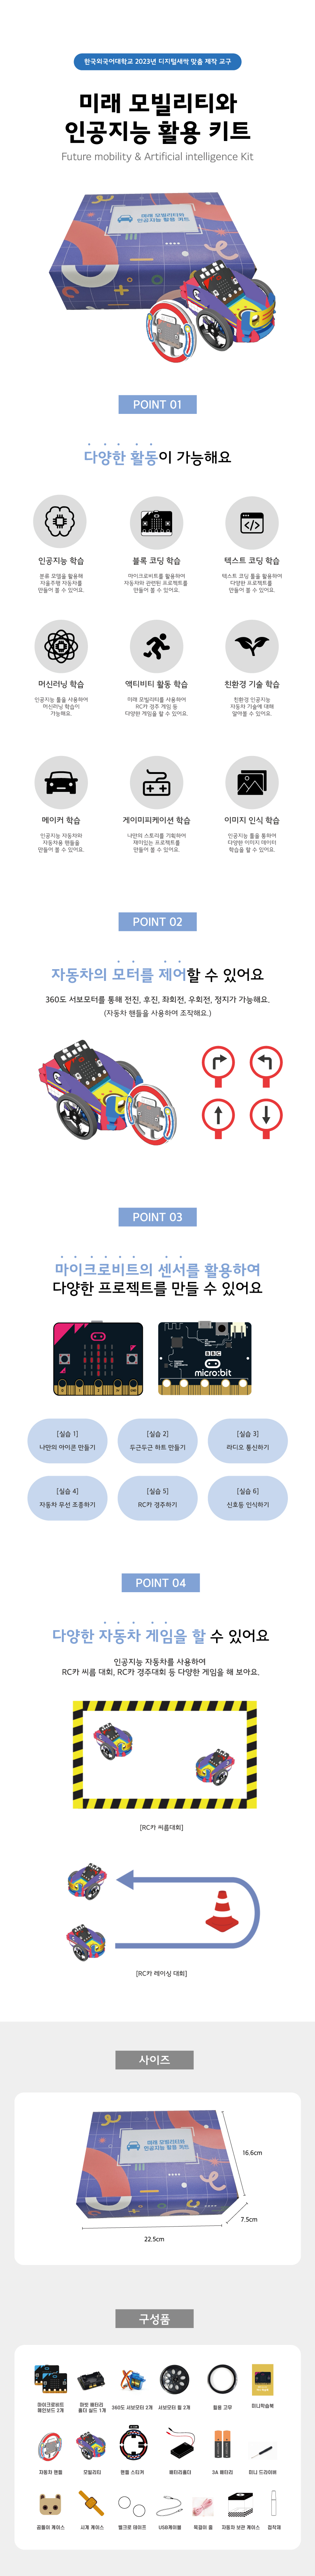 한국외국어대학교 2023년 디지털새싹 맞춤 제작 교구
미래 모빌리티와
인공지능 활용 키트
Future mobility & Artificial intelligence Kit
미래 모빌리티와
인공지능 활용 키트
POINT 01
다양한 활동이 가능해요
인공지능 학습
분류 모델을 활용해
자율주행 자동차를
만들어 볼 수 있어요.
블록 코딩 학습
마이크로비트를 활용하여
자동차와 관련된 프로젝트를
만들어 볼 수 있어요.
텍스트 코딩 학습
텍스트 코딩 툴을 활용하여
다양한 프로젝트를
만들어 볼 수 있어요.
머신러닝 학습
인공지능 툴을 사용하여
머신러닝 학습이
가능해요.
액티비티 활동 학습
미래 모빌리티를 사용하여
RC카 경주 게임 등
다양한 게임을 할 수 있어요.
친환경 기술 학습
친환경 인공지능
자동차 기술에 대해
알아볼 수 있어요.
메이커 학습
인공지능 자동차와
자동차용 핸들을
만들어 볼 수 있어요.
게이미피케이션 학습
나만의 스토리를 기획하여
재미있는 프로젝트를
만들어 볼 수 있어요.
이미지 인식 학습
인공지능 툴을 통하여
다양한 이미지 데이터
학습을 할 수 있어요.
POINT 02
자동차의 모터를 제어할 수 있어요
360도 서보모터를 통해 전진, 후진, 좌회전, 우회전, 정지가 가능해요.
(자동차 핸들을 사용하여 조작해요.)
POINT 03
마이크로비트의 센서를 활용하여
다양한 프로젝트를 만들 수 있어요
BBC
micro:bit
[실습 1]
나만의 아이콘 만들기
[실습 2]
두근두근 하트 만들기
[실습 3]
라디오 통신하기
[실습 4]
자동차 무선 조종하기
[실습 5]
RC카 경주하기
[실습 6]
신호등 인식하기
POINT 04
다양한 자동차 게임을 할 수 있어요
인공지능 자동차를 사용하여
RC카 씨름 대회, RC카 경주대회 등 다양한 게임을 해 보아요.
[RC카 씨름대회]
[RC카 레이싱 대회]
사이즈
미래 모빌리티와
인공지능 활용 키트
16.6cm
7.5cm
22.5cm
구성품
마이크로비트
메인보드 2개
마빗 배터리
홀더 쉴드 1개
360도 서보모터 2개
서보모터 휠 2개
휠용 고무
미니학습북
자동차 핸들
모빌리티
핸들 스티커
배터리홀더
3A 배터리
미니 드라이버
곰돌이 케이스
시계 케이스
벨크로 테이프
USB케이블
목걸이 줄
자동차 보관 케이스
접착제